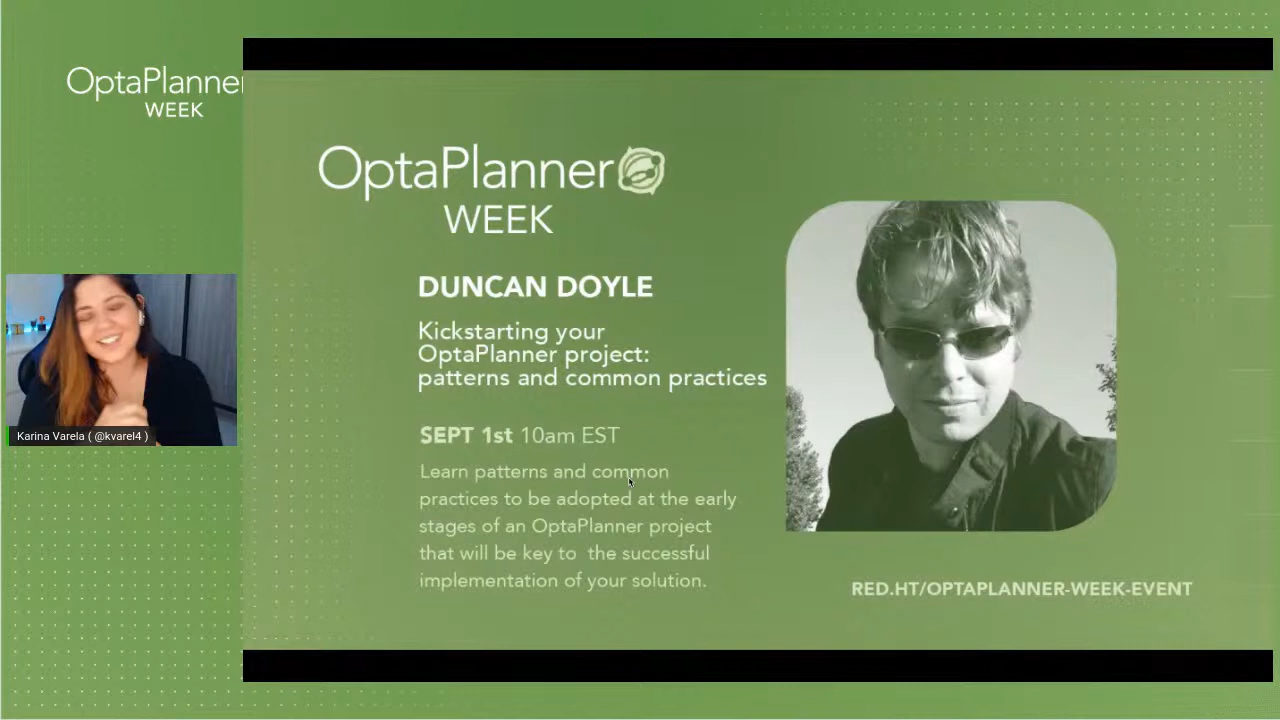 OptaPlanner
WEEK
OptaPlanner
WEEK
DUNCAN DOYLE
Kickstarting your
OptaPlanner project:
patterns and common practices
SEPT 1st 10am EST
Learn patterns and common
practices to be adopted at the early
stages of an OptaPlanner project
that will be key to the successful
implementation of your solution.
RED.HT/OPTAPLANNER-WEEK-EVENT
Karina Varela ( @kvarel4 )